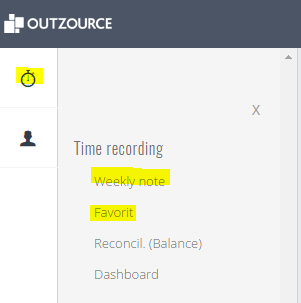 OUTZOURCE
X
Time recording
Weekly note
Favorit
Reconcil. (Balance)
Dashboard